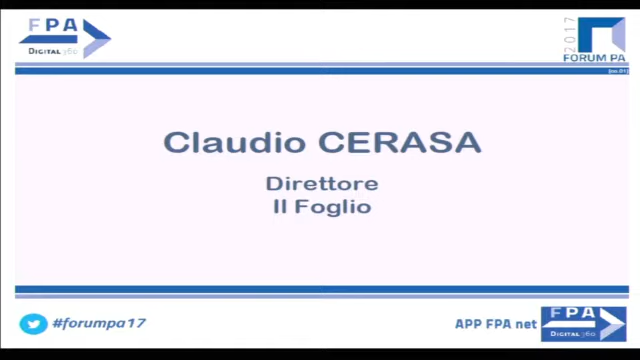 FPA
DIGITAL 360
2017
FORUM PA
Claudio CERASA
Direttore
Il Foglio
#forumpa17
APP FPA net
FPA
DIGITAL 360